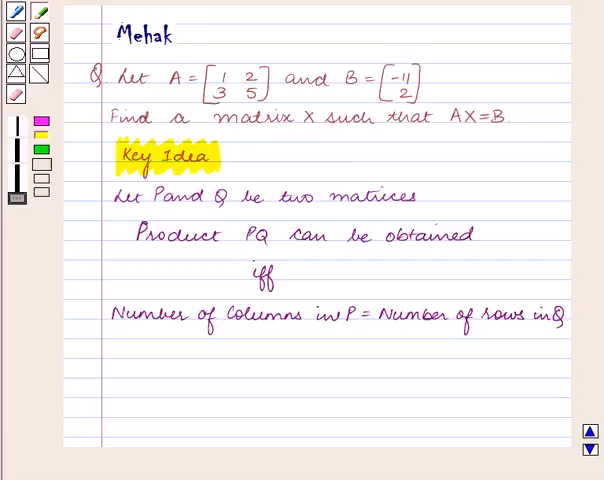 Mehak
Q Let A = [1 2 3 5] and B = [-11 2]
Find a matrix X such that AX=B.
Key Idea
Let P and Q be two matrices
Product PQ can be obtained
iff
Number of Columns in P = Number of rows in Q